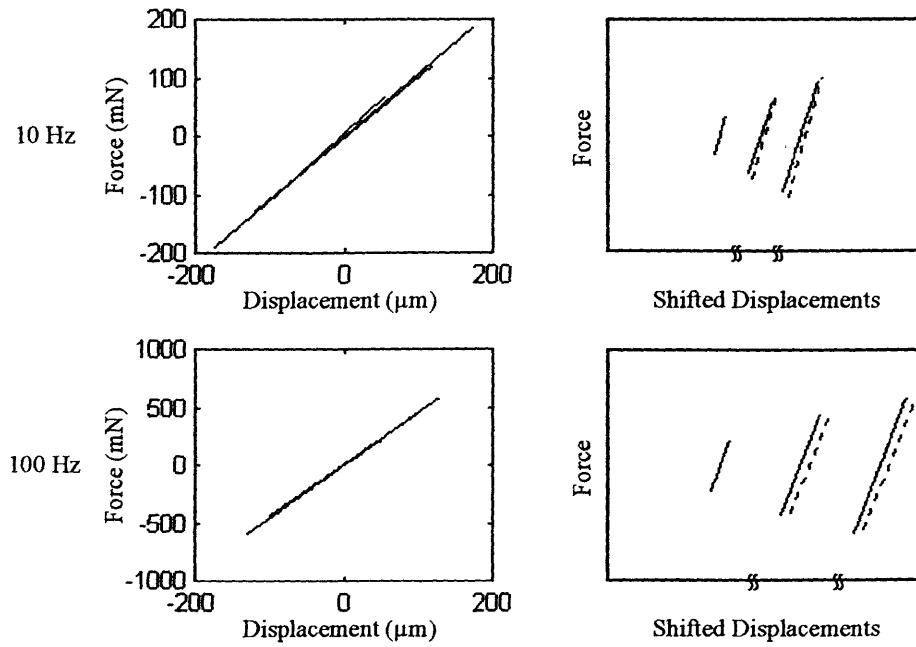 200
100
0
-100
-200
-200 0 200
10 Hz
Force (mN)
Displacement (µm)
Force
Shifted Displacements
1000
500
0
-500
-1000
-200 0 200
100 Hz
Force (mN)
Displacement (µm)
Force
Shifted Displacements